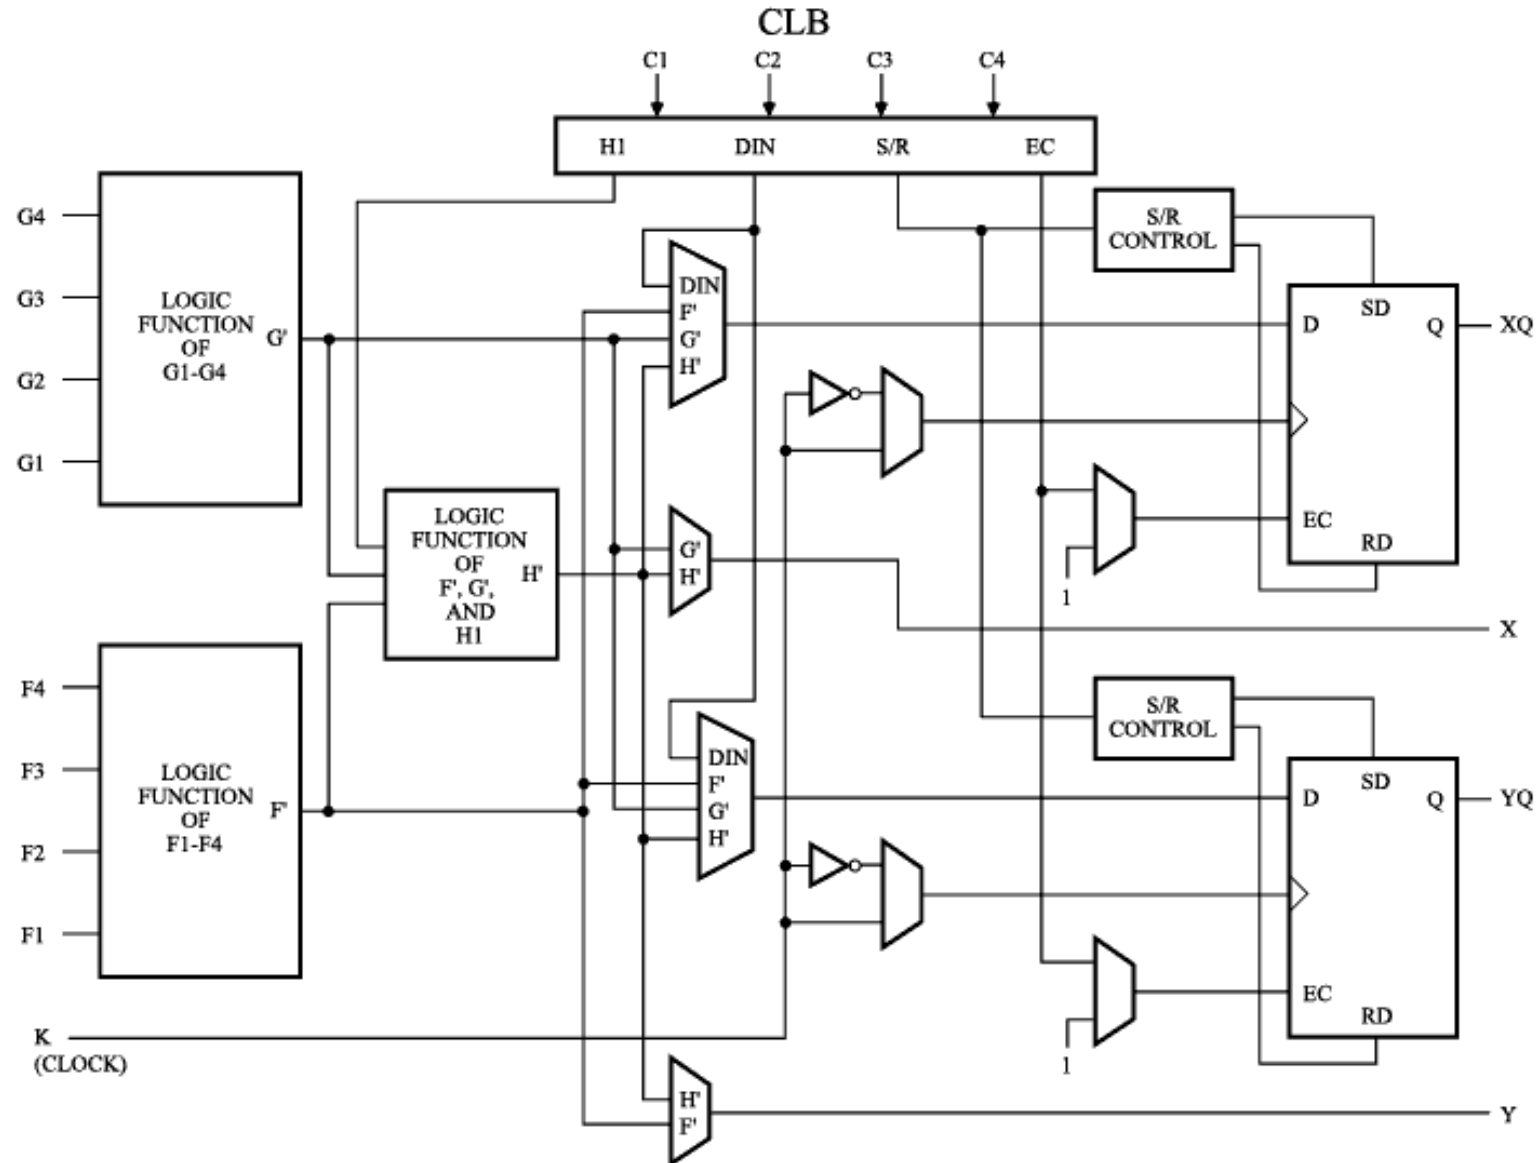 CLB
C1 C2 C3 C4
H1 DIN S/R EC
G4
G3
G2
G1
LOGIC
FUNCTION
OF
G1-G4
G'
S/R
CONTROL
DIN
F'
G'
H'
D
SD
Q
XQ
EC
RD
1
LOGIC
FUNCTION
OF
F', G',
AND
H1
H'
G'
H'
X
F4
F3
F2
F1
LOGIC
FUNCTION
OF
F1-F4
F'
S/R
CONTROL
DIN
F'
G'
H'
D
SD
Q
YQ
EC
RD
1
K
(CLOCK)
H'
F'
Y